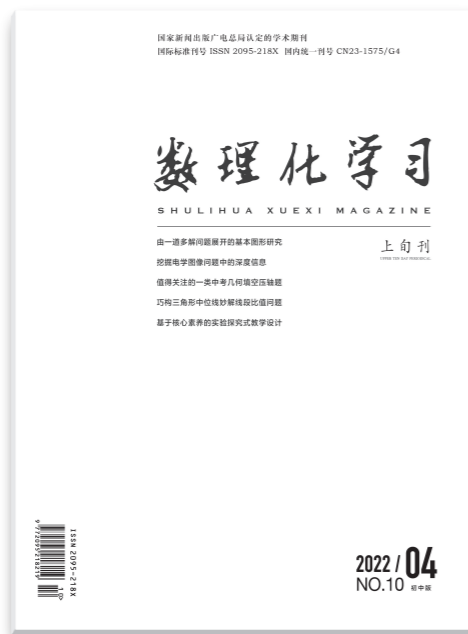 国家新闻出版广电总局认定的学术期刊
国际标准刊号 ISSN 2095-218X 国内统一刊号 CN23-1575/G4
数理化学习
SHULIHUA XUEXI MAGAZINE
由一道多解问题展开的基本图形研究
上旬刊
挖掘电学图像问题中的深度信息
值得关注的一类中考几何填空压轴题
巧构三角形中位线妙解线段比值问题
基于核心素养的实验探究式教学设计
ISSN 2095-218X
9 772095 218219
10>
2022 / 04
NO.10 初中版